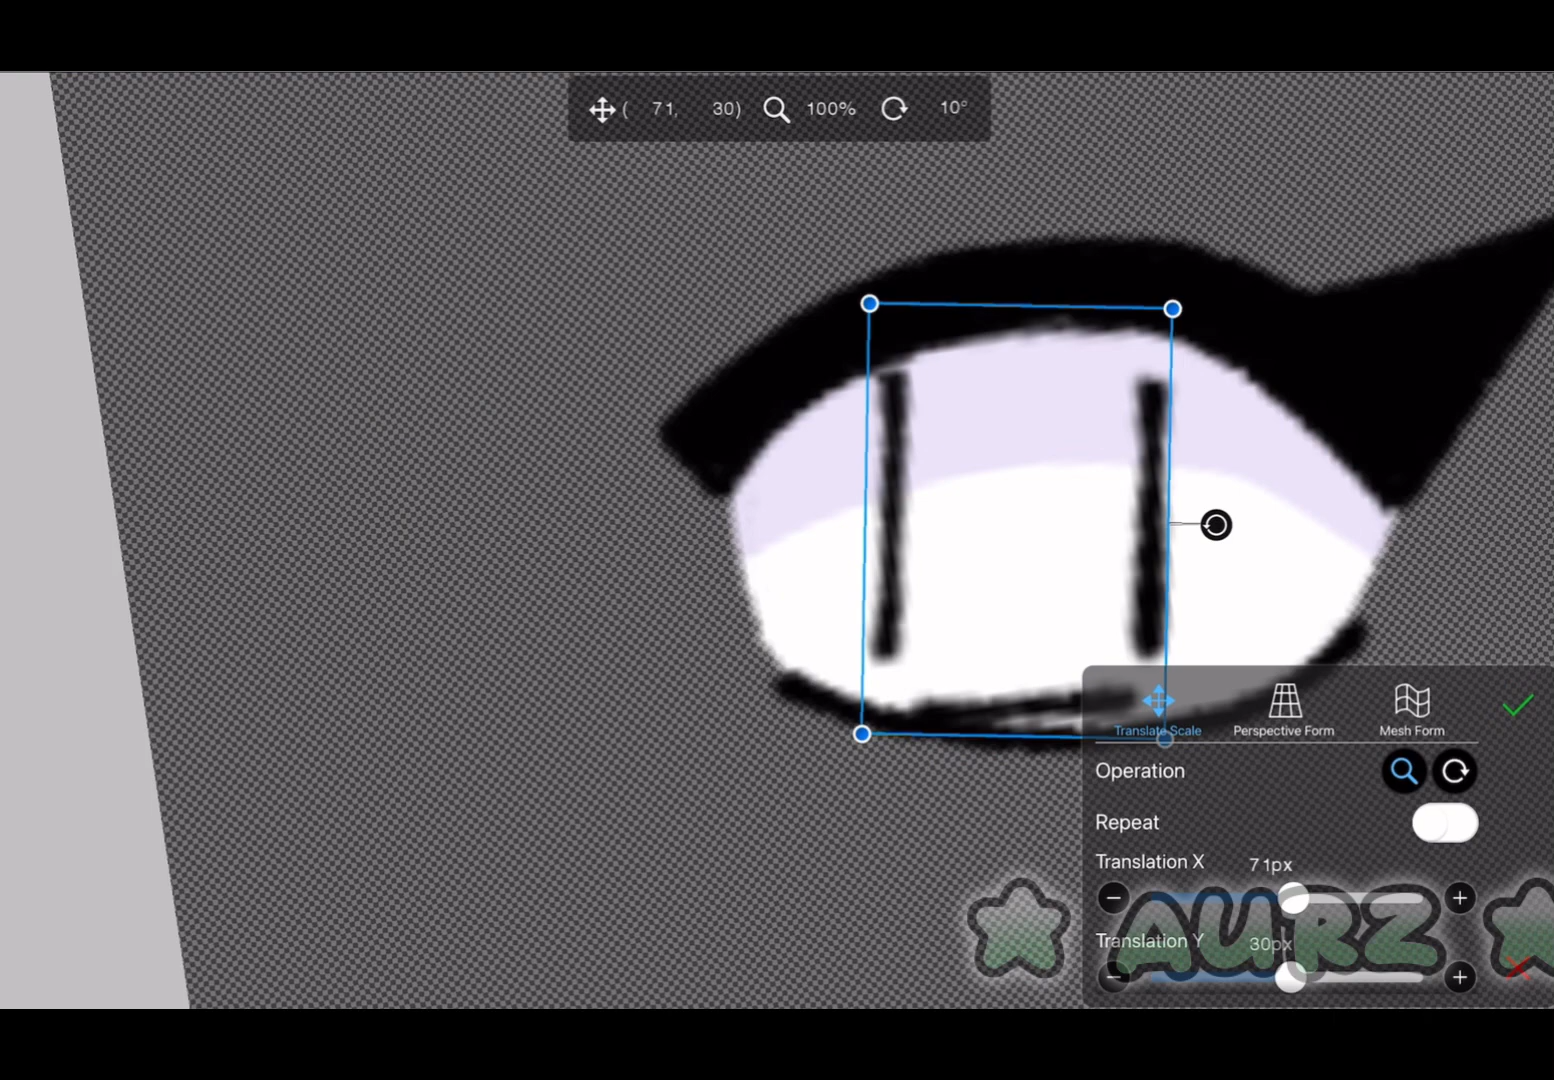 ( 71, 30) 100% 10°
Translate Scale Perspective Form Mesh Form
Operation
Repeat
Translation X 71px
AURZ
Translation Y 30px